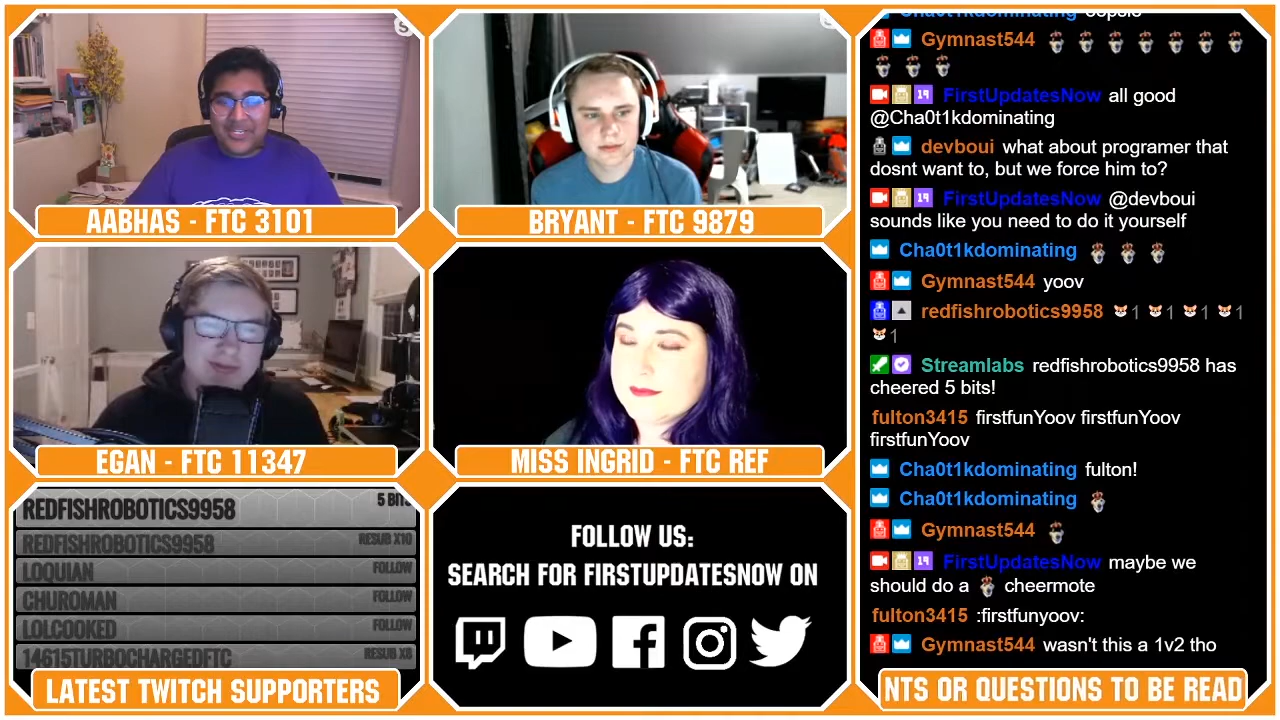 AABHAS - FTC 3101
BRYANT - FTC 9879
EGAN - FTC 11347
MISS INGRID - FTC REF
REDFISHROBOTICS9958 5 BITS
REDFISHROBOTICS9958 RESUB X10
LOQUIAN FOLLOW
CHUROMAN FOLLOW
LOLCOOKED FOLLOW
14615TURBOCHARGEDFTC RESUB X8
LATEST TWITCH SUPPORTERS
FOLLOW US:
SEARCH FOR FIRSTUPDATESNOW ON
Cha0t1kdominating oopsie
Gymnast544
19 FirstUpdatesNow all good
@Cha0t1kdominating
devboui what about programer that
dosnt want to, but we force him to?
19 FirstUpdatesNow @devboui
sounds like you need to do it yourself
Cha0t1kdominating
Gymnast544 yoov
redfishrobotics9958 1 1 1 1
1
Streamlabs redfishrobotics9958 has
cheered 5 bits!
fulton3415 firstfunYoov firstfunYoov
firstfunYoov
Cha0t1kdominating fulton!
Cha0t1kdominating
Gymnast544
19 FirstUpdatesNow maybe we
should do a cheermote
fulton3415 :firstfunyoov:
Gymnast544 wasn't this a 1v2 tho
NTS OR QUESTIONS TO BE READ